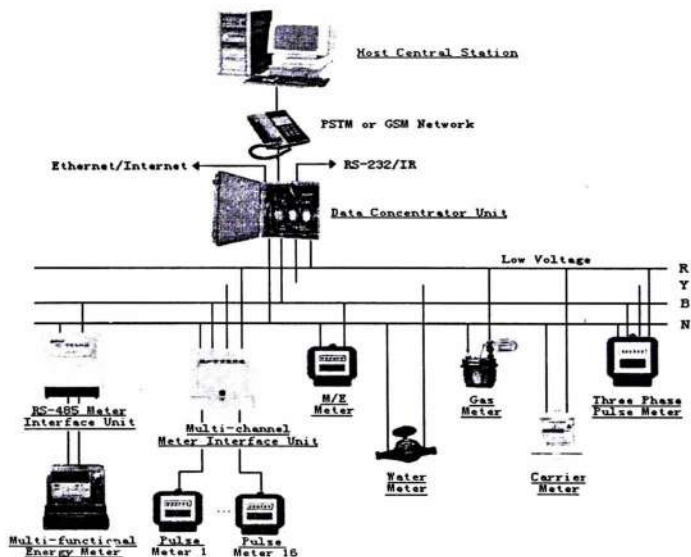 Host Central Station
PSTM or GSM Network
Ethernet/Internet
RS-232/IR
Data Concentrator Unit
Low Voltage
R
Y
B
N
RS-485 Meter
Interface Unit
Multi-channel
Meter Interface Unit
M/E
Meter
Water
Meter
Gas
Meter
Carrier
Meter
Three Phase
Pulse Meter
Multi-functional
Energy Meter
Pulse
Meter 1
...
Pulse
Meter 16